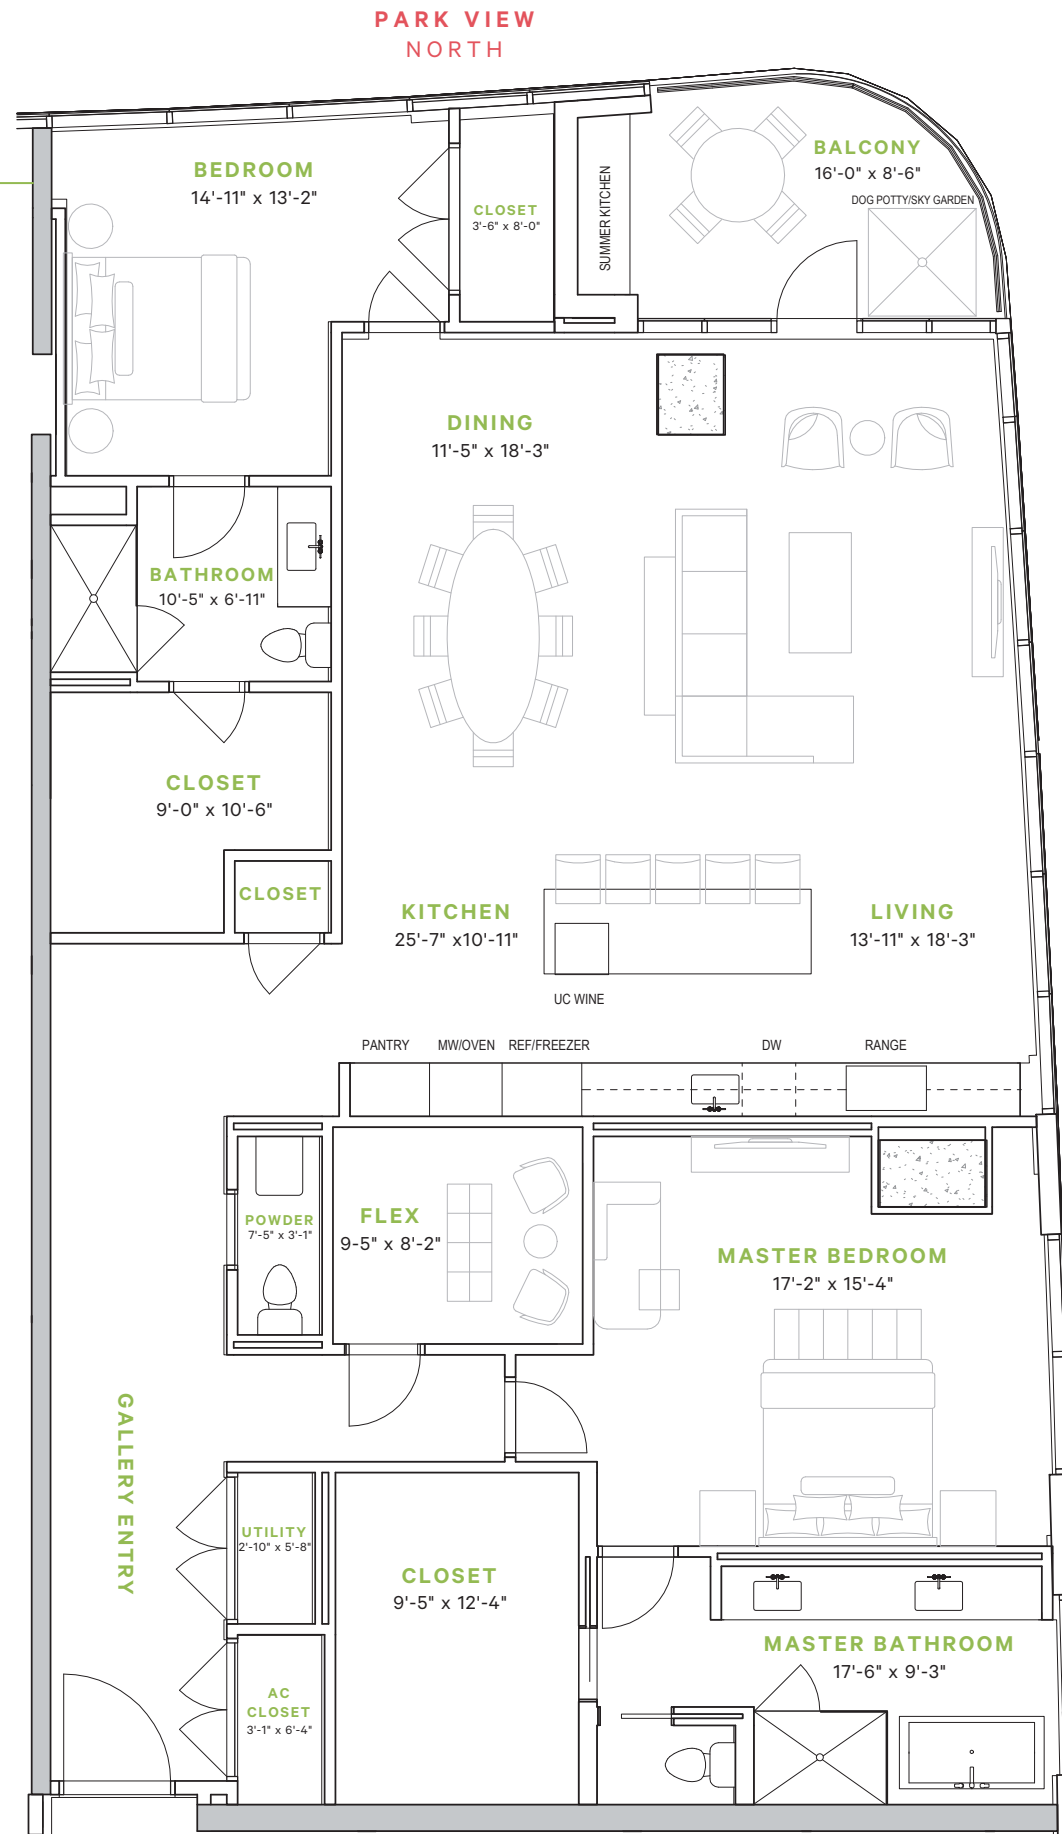 PARK VIEW
NORTH
BEDROOM
14'-11" x 13'-2"
CLOSET
3'-6" x 8'-0"
SUMMER KITCHEN
BALCONY
16'-0" x 8'-6"
DOG POTTY/SKY GARDEN
DINING
11'-5" x 18'-3"
BATHROOM
10'-5" x 6'-11"
CLOSET
9'-0" x 10'-6"
CLOSET
KITCHEN
25'-7" x10'-11"
LIVING
13'-11" x 18'-3"
UC WINE
PANTRY
MW/OVEN
REF/FREEZER
DW
RANGE
POWDER
7'-5" x 3'-1"
FLEX
9-5" x 8'-2"
MASTER BEDROOM
17'-2" x 15'-4"
GALLERY ENTRY
UTILITY
2'-10" x 5'-8"
CLOSET
9'-5" x 12'-4"
MASTER BATHROOM
17'-6" x 9'-3"
AC
CLOSET
3'-1" x 6'-4"